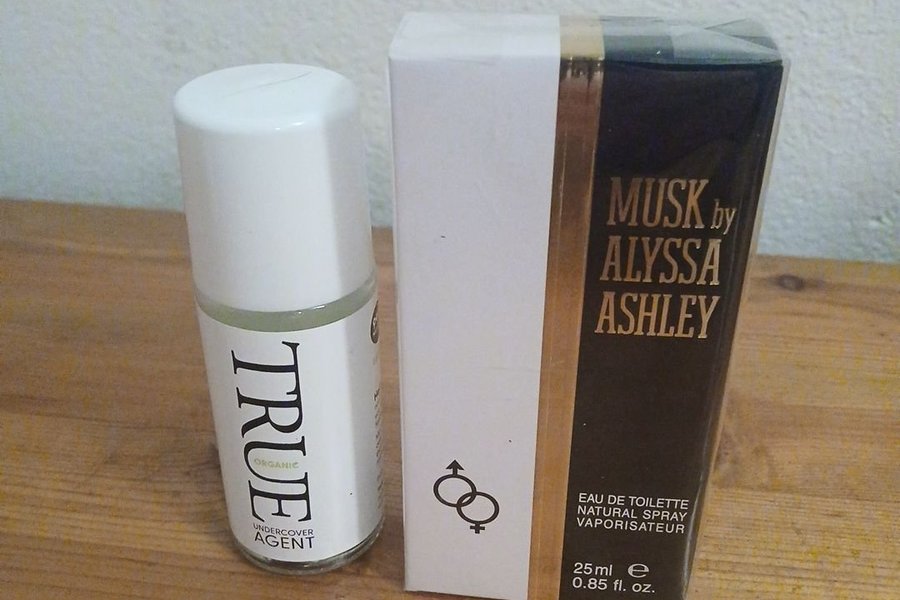 TRUE
ORGANIC
UNDERCOVER
AGENT
MUSK by
ALYSSA
ASHLEY
EAU DE TOILETTE
NATURAL SPRAY
VAPORISATEUR
25ml e
0.85 fl. oz.